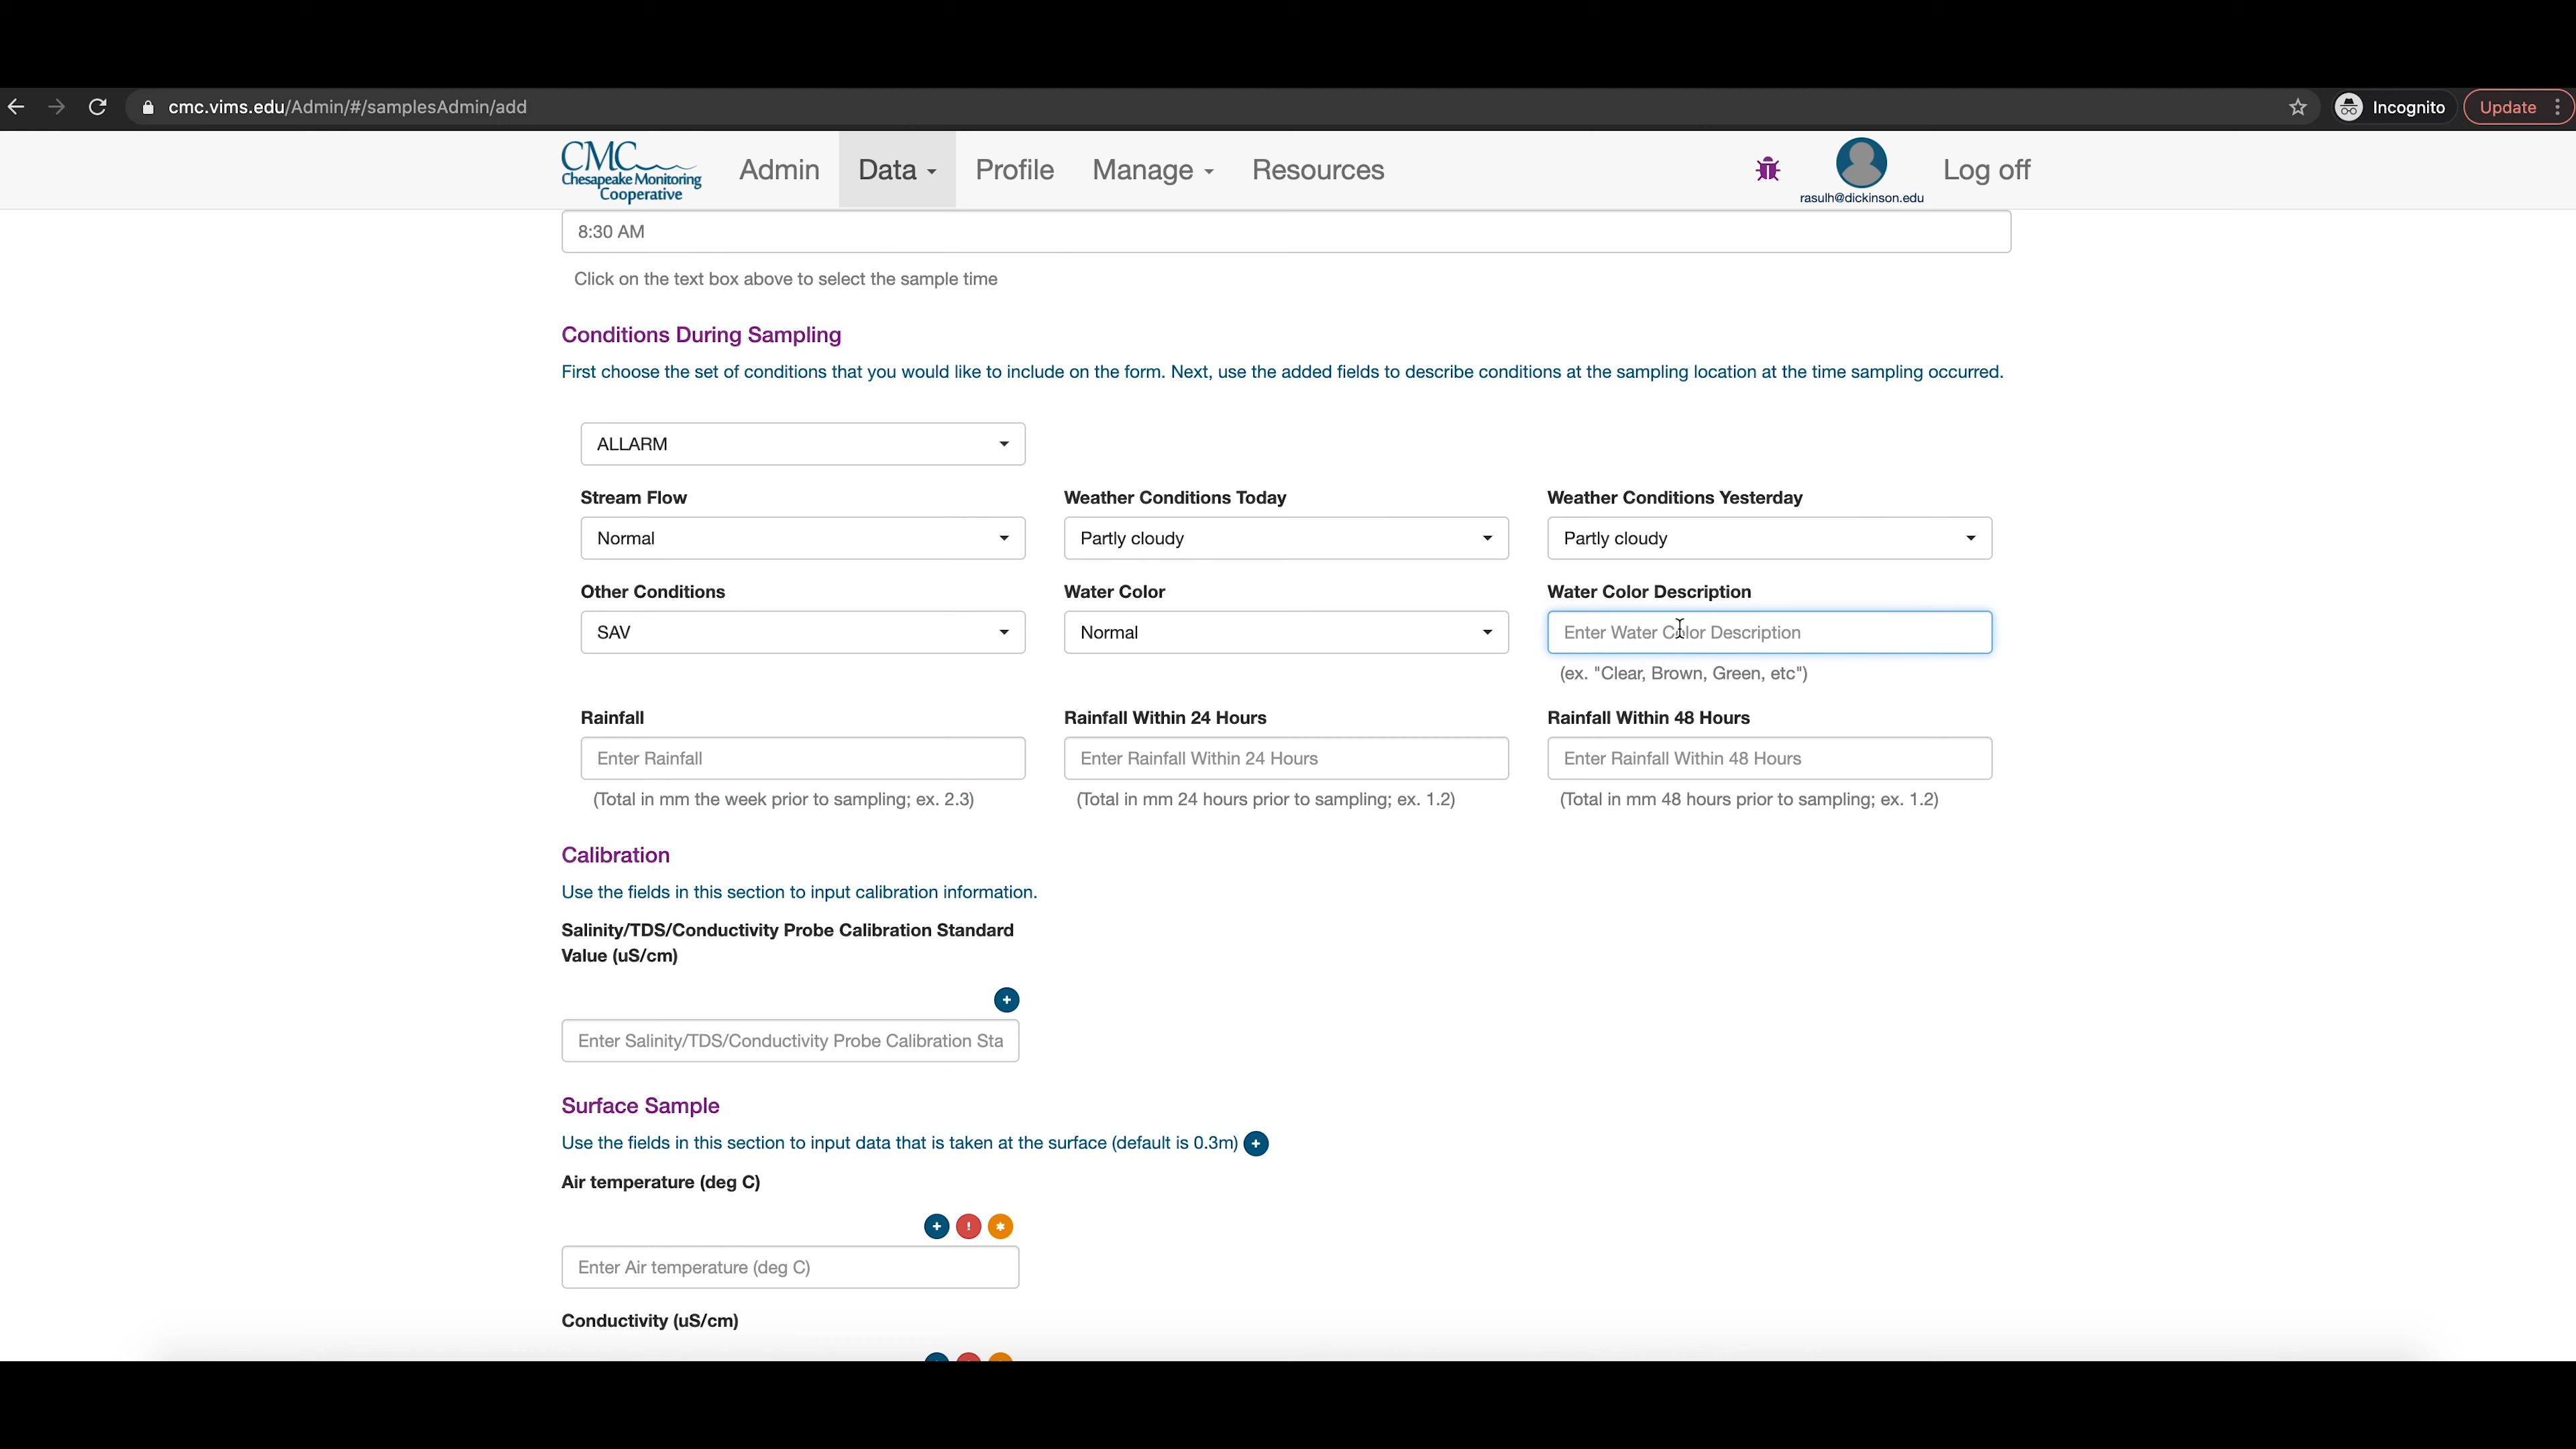 cmc.vims.edu/Admin/#/samplesAdmin/add
Incognito
Update
CMC
Chesapeake Monitoring
Cooperative
Admin
Data
Profile
Manage
Resources
rasulh@dickinson.edu
Log off
8:30 AM
Click on the text box above to select the sample time
Conditions During Sampling
First choose the set of conditions that you would like to include on the form. Next, use the added fields to describe conditions at the sampling location at the time sampling occurred.
ALLARM
Stream Flow
Weather Conditions Today
Weather Conditions Yesterday
Normal
Partly cloudy
Partly cloudy
Other Conditions
Water Color
Water Color Description
SAV
Normal
Enter Water Color Description
(ex. "Clear, Brown, Green, etc")
Rainfall
Rainfall Within 24 Hours
Rainfall Within 48 Hours
Enter Rainfall
Enter Rainfall Within 24 Hours
Enter Rainfall Within 48 Hours
(Total in mm the week prior to sampling; ex. 2.3)
(Total in mm 24 hours prior to sampling; ex. 1.2)
(Total in mm 48 hours prior to sampling; ex. 1.2)
Calibration
Use the fields in this section to input calibration information.
Salinity/TDS/Conductivity Probe Calibration Standard
Value (uS/cm)
Enter Salinity/TDS/Conductivity Probe Calibration Sta
Surface Sample
Use the fields in this section to input data that is taken at the surface (default is 0.3m)
Air temperature (deg C)
Enter Air temperature (deg C)
Conductivity (uS/cm)